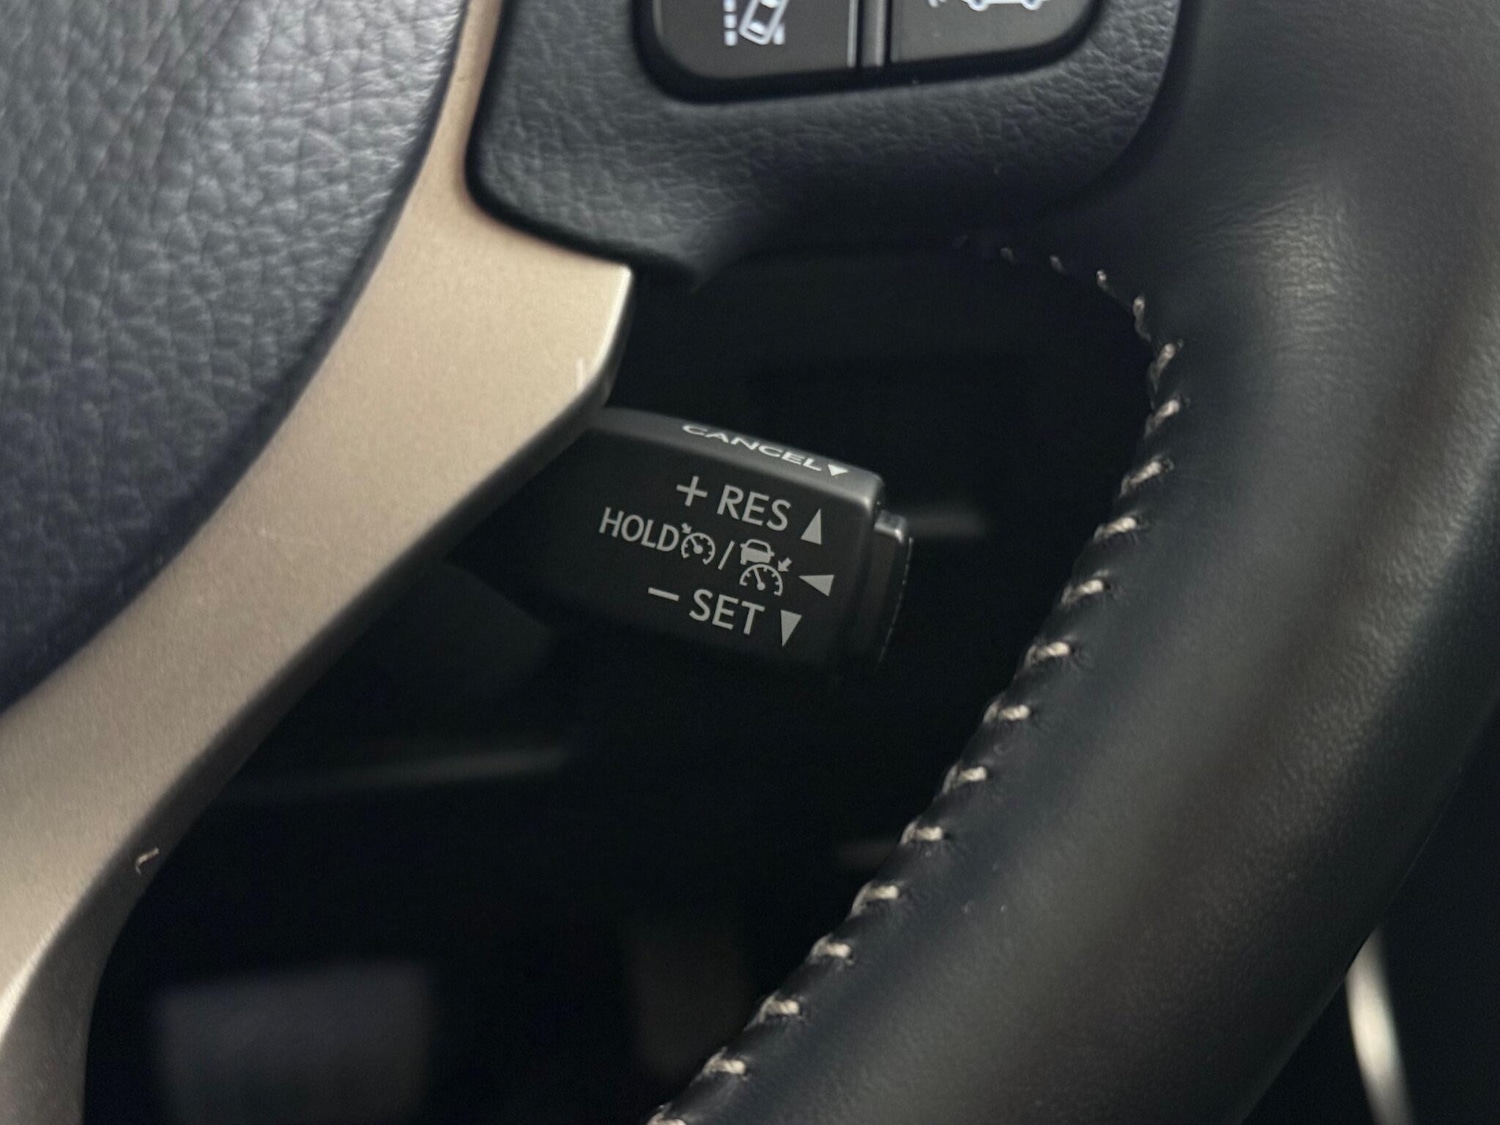 CANCEL▼
+ RES ▲
HOLD / ◀
− SET ▼